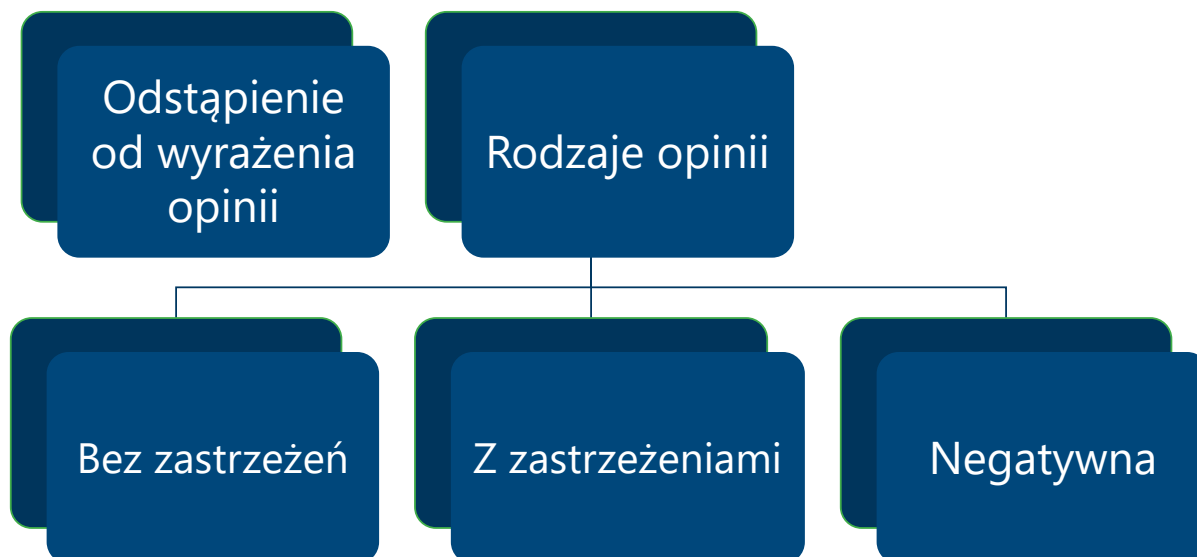 Odstąpienie
od wyrażenia
opinii
Rodzaje opinii
Bez zastrzeżeń
Z zastrzeżeniami
Negatywna